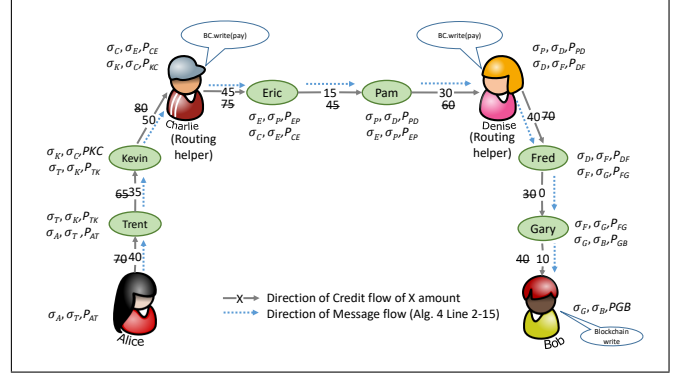 σC, σE,PCE
σK, σC,PKC
BC.write(pay)
Charlie
(Routing
helper)
80
50
45
75
Eric
σE, σP,PEP
σC, σE,PCE
15
45
Pam
σP, σD,PPD
σE, σP,PEP
30
60
BC.write(pay)
Denise
(Routing
helper)
σP, σD,PPD
σD, σF,PDF
40 70
σK, σC,PKC
σT, σK,PTK
Kevin
65 35
σT, σK,PTK
σA, σT ,PAT
Trent
70 40
σA, σT,PAT
Alice
Fred
σD, σF,PDF
σF, σG,PFG
30 0
Gary
σF, σG,PFG
σG, σB,PGB
40 10
σG, σB,PGB
Bob
Blockchain
write
X Direction of Credit flow of X amount
Direction of Message flow (Alg. 4 Line 2-15)